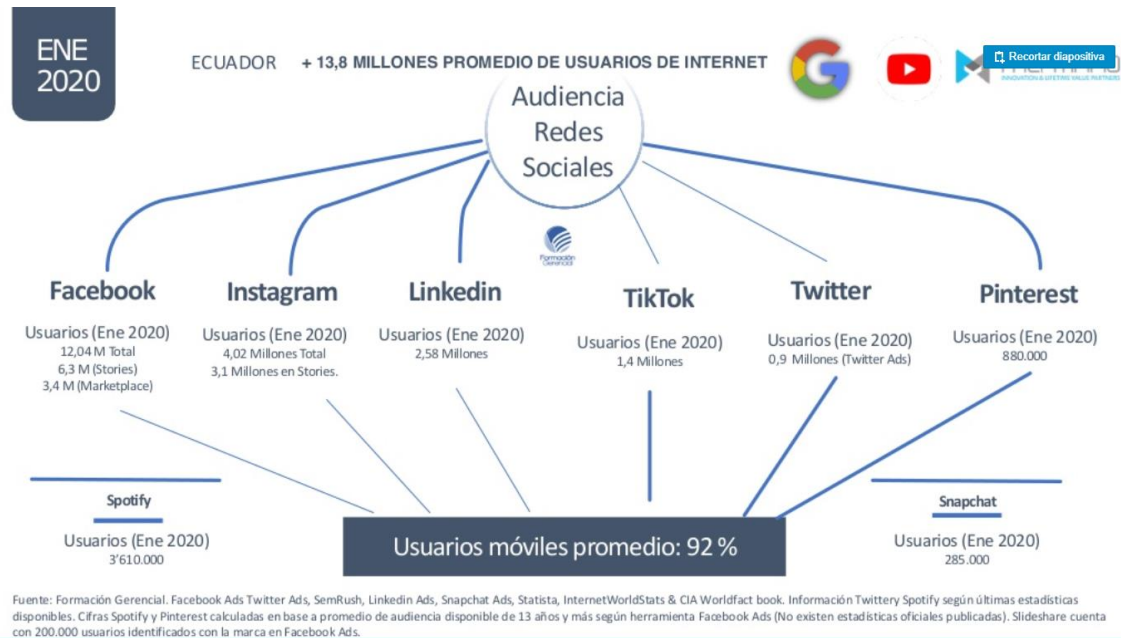 ENE
2020
ECUADOR + 13,8 MILLONES PROMEDIO DE USUARIOS DE INTERNET
Recortar diapositiva
INNOVATION & LIFETIME VALUE PARTNERS
Audiencia
Redes
Sociales
Formación
Gerencial
Facebook
Usuarios (Ene 2020)
12,04 M Total
6,3 M (Stories)
3,4 M (Marketplace)
Instagram
Usuarios (Ene 2020)
4,02 Millones Total
3,1 Millones en Stories.
Linkedin
Usuarios (Ene 2020)
2,58 Millones
TikTok
Usuarios (Ene 2020)
1,4 Millones
Twitter
Usuarios (Ene 2020)
0,9 Millones (Twitter Ads)
Pinterest
Usuarios (Ene 2020)
880.000
Spotify
Usuarios (Ene 2020)
3'610.000
Usuarios móviles promedio: 92 %
Snapchat
Usuarios (Ene 2020)
285.000
Fuente: Formación Gerencial. Facebook Ads Twitter Ads, SemRush, Linkedin Ads, Snapchat Ads, Statista, InternetWorldStats & CIA Worldfact book. Información Twittery Spotify según últimas estadísticas
disponibles. Cifras Spotify y Pinterest calculadas en base a promedio de audiencia disponible de 13 años y más según herramienta Facebook Ads (No existen estadísticas oficiales publicadas). Slideshare cuenta
con 200.000 usuarios identificados con la marca en Facebook Ads.